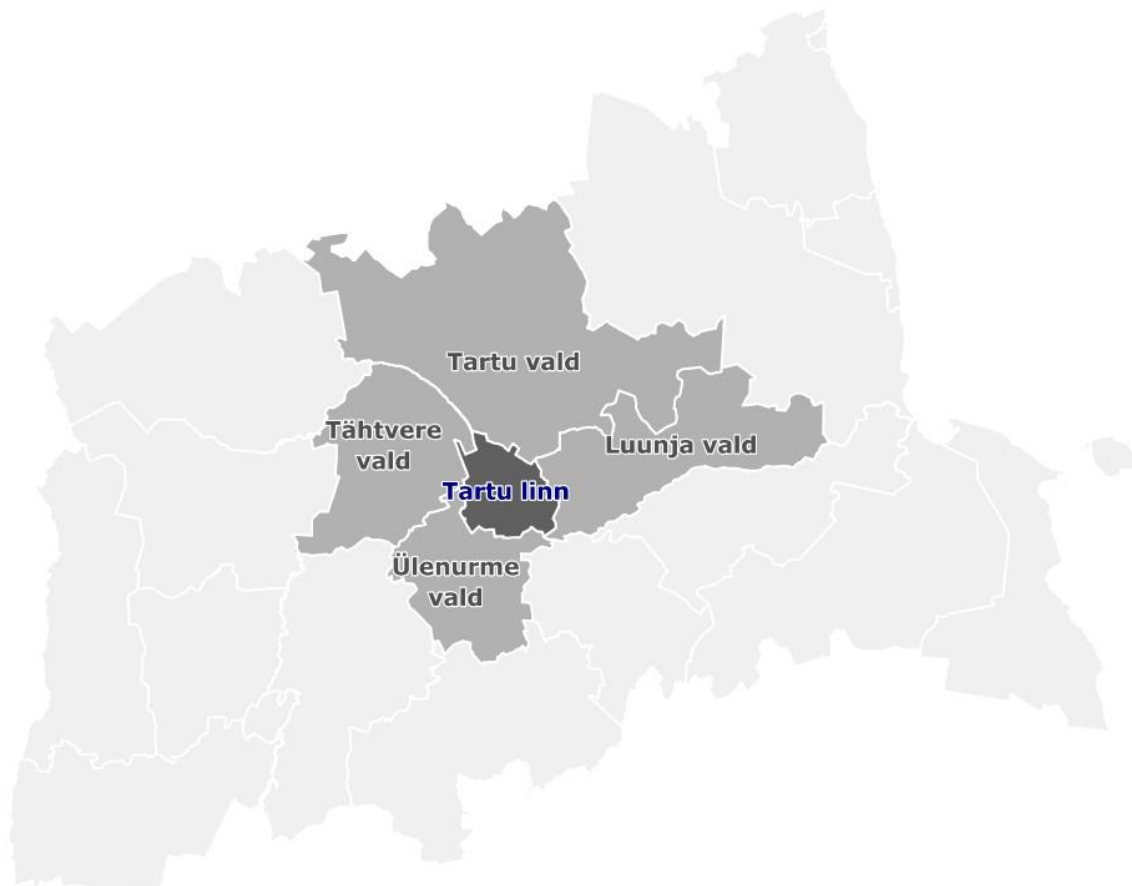 Tartu vald
Tähtvere
vald
Luunja vald
Tartu linn
Ülenurme
vald